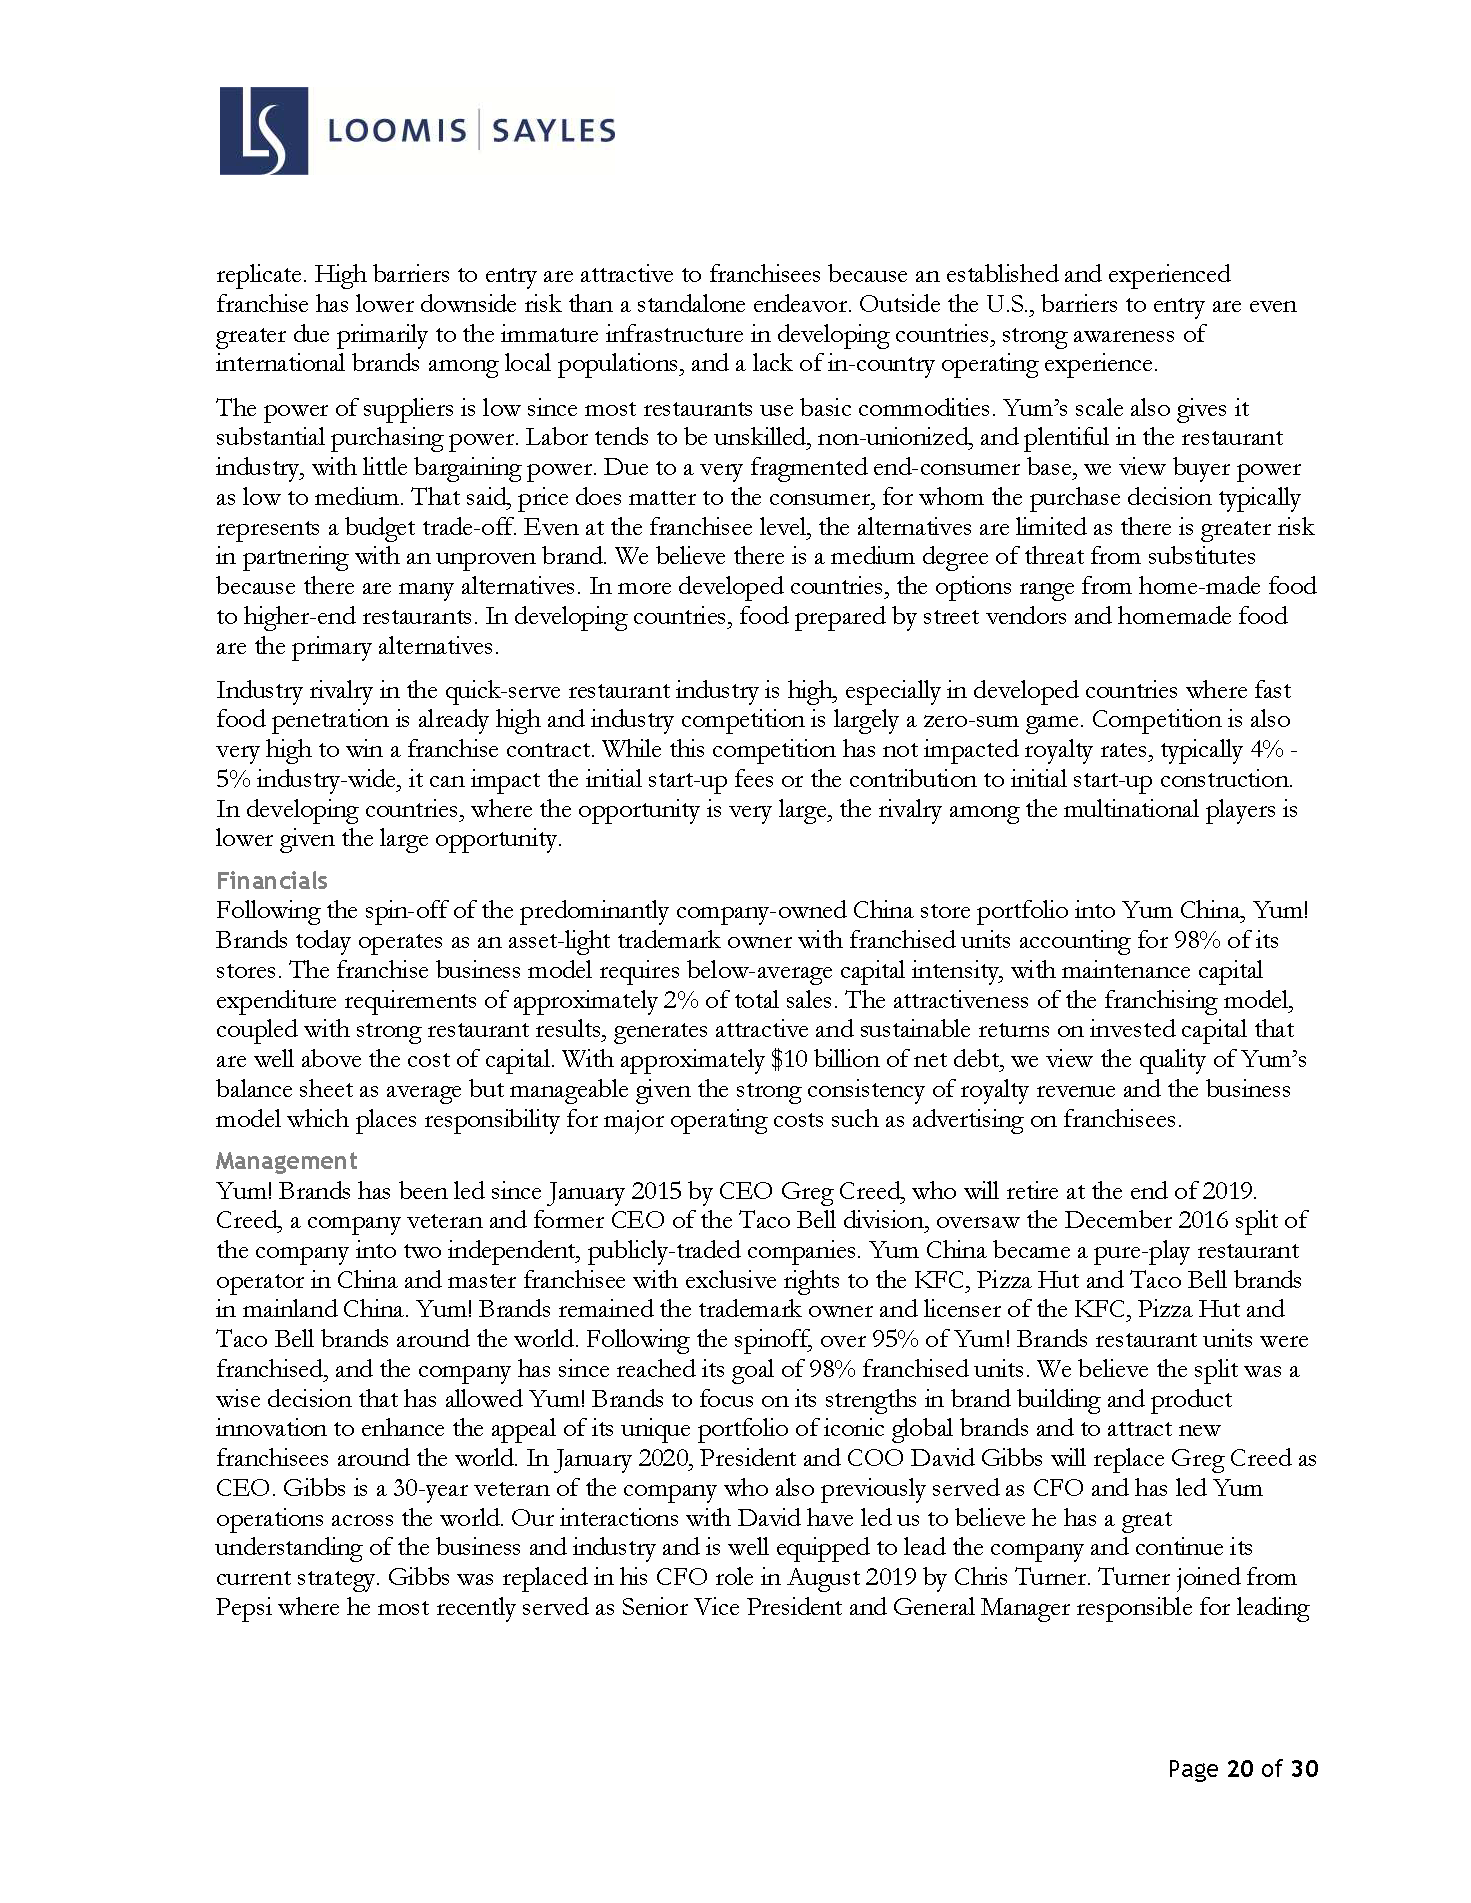 LS LOOMIS | SAYLES
replicate. High barriers to entry are attractive to franchisees because an established and experienced
franchise has lower downside risk than a standalone endeavor. Outside the U.S., barriers to entry are even
greater due primarily to the immature infrastructure in developing countries, strong awareness of
international brands among local populations, and a lack of in-country operating experience.
The power of suppliers is low since most restaurants use basic commodities. Yum’s scale also gives it
substantial purchasing power. Labor tends to be unskilled, non-unionized, and plentiful in the restaurant
industry, with little bargaining power. Due to a very fragmented end-consumer base, we view buyer power
as low to medium. That said, price does matter to the consumer, for whom the purchase decision typically
represents a budget trade-off. Even at the franchisee level, the alternatives are limited as there is greater risk
in partnering with an unproven brand. We believe there is a medium degree of threat from substitutes
because there are many alternatives. In more developed countries, the options range from home-made food
to higher-end restaurants. In developing countries, food prepared by street vendors and homemade food
are the primary alternatives.
Industry rivalry in the quick-serve restaurant industry is high, especially in developed countries where fast
food penetration is already high and industry competition is largely a zero-sum game. Competition is also
very high to win a franchise contract. While this competition has not impacted royalty rates, typically 4% -
5% industry-wide, it can impact the initial start-up fees or the contribution to initial start-up construction.
In developing countries, where the opportunity is very large, the rivalry among the multinational players is
lower given the large opportunity.
Financials
Following the spin-off of the predominantly company-owned China store portfolio into Yum China, Yum!
Brands today operates as an asset-light trademark owner with franchised units accounting for 98% of its
stores. The franchise business model requires below-average capital intensity, with maintenance capital
expenditure requirements of approximately 2% of total sales. The attractiveness of the franchising model,
coupled with strong restaurant results, generates attractive and sustainable returns on invested capital that
are well above the cost of capital. With approximately $10 billion of net debt, we view the quality of Yum’s
balance sheet as average but manageable given the strong consistency of royalty revenue and the business
model which places responsibility for major operating costs such as advertising on franchisees.
Management
Yum! Brands has been led since January 2015 by CEO Greg Creed, who will retire at the end of 2019.
Creed, a company veteran and former CEO of the Taco Bell division, oversaw the December 2016 split of
the company into two independent, publicly-traded companies. Yum China became a pure-play restaurant
operator in China and master franchisee with exclusive rights to the KFC, Pizza Hut and Taco Bell brands
in mainland China. Yum! Brands remained the trademark owner and licenser of the KFC, Pizza Hut and
Taco Bell brands around the world. Following the spinoff, over 95% of Yum! Brands restaurant units were
franchised, and the company has since reached its goal of 98% franchised units. We believe the split was a
wise decision that has allowed Yum! Brands to focus on its strengths in brand building and product
innovation to enhance the appeal of its unique portfolio of iconic global brands and to attract new
franchisees around the world. In January 2020, President and COO David Gibbs will replace Greg Creed as
CEO. Gibbs is a 30-year veteran of the company who also previously served as CFO and has led Yum
operations across the world. Our interactions with David have led us to believe he has a great
understanding of the business and industry and is well equipped to lead the company and continue its
current strategy. Gibbs was replaced in his CFO role in August 2019 by Chris Turner. Turner joined from
Pepsi where he most recently served as Senior Vice President and General Manager responsible for leading
Page 20 of 30